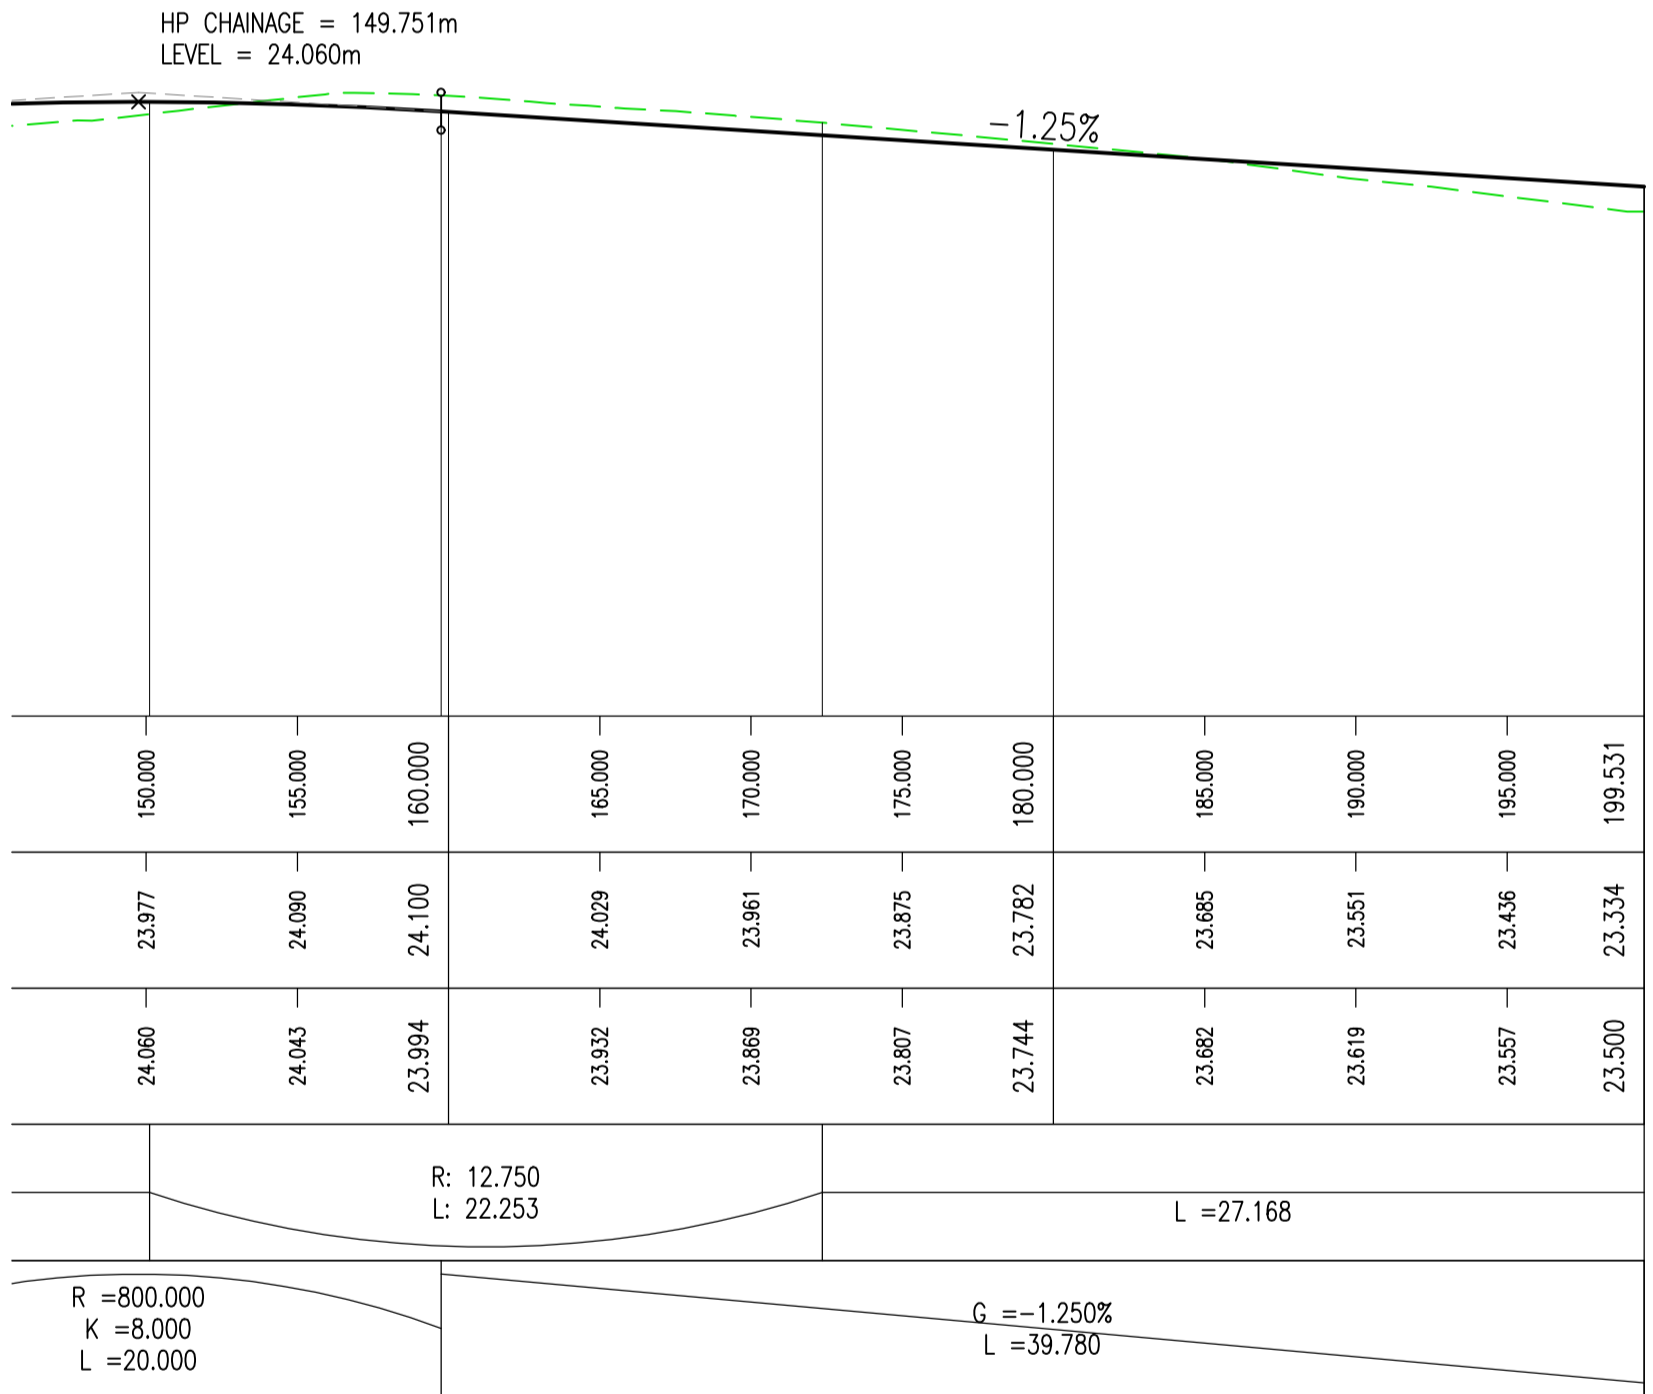 HP CHAINAGE = 149.751m
LEVEL = 24.060m
-1.25%
150.000 155.000 160.000 165.000 170.000 175.000 180.000 185.000 190.000 195.000 199.531
23.977 24.090 24.100 24.029 23.961 23.875 23.782 23.685 23.551 23.436 23.334
24.060 24.043 23.994 23.932 23.869 23.807 23.744 23.682 23.619 23.557 23.500
R: 12.750
L: 22.253
L =27.168
R =800.000
K =8.000
L =20.000
G =-1.250%
L =39.780